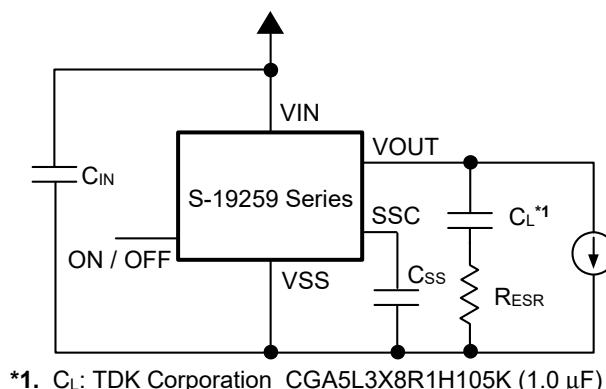 VIN
VOUT
CIN
S-19259 Series
SSC
CL*1
ON / OFF
VSS
CSS
RESR
*1. CL: TDK Corporation CGA5L3X8R1H105K (1.0 μF)